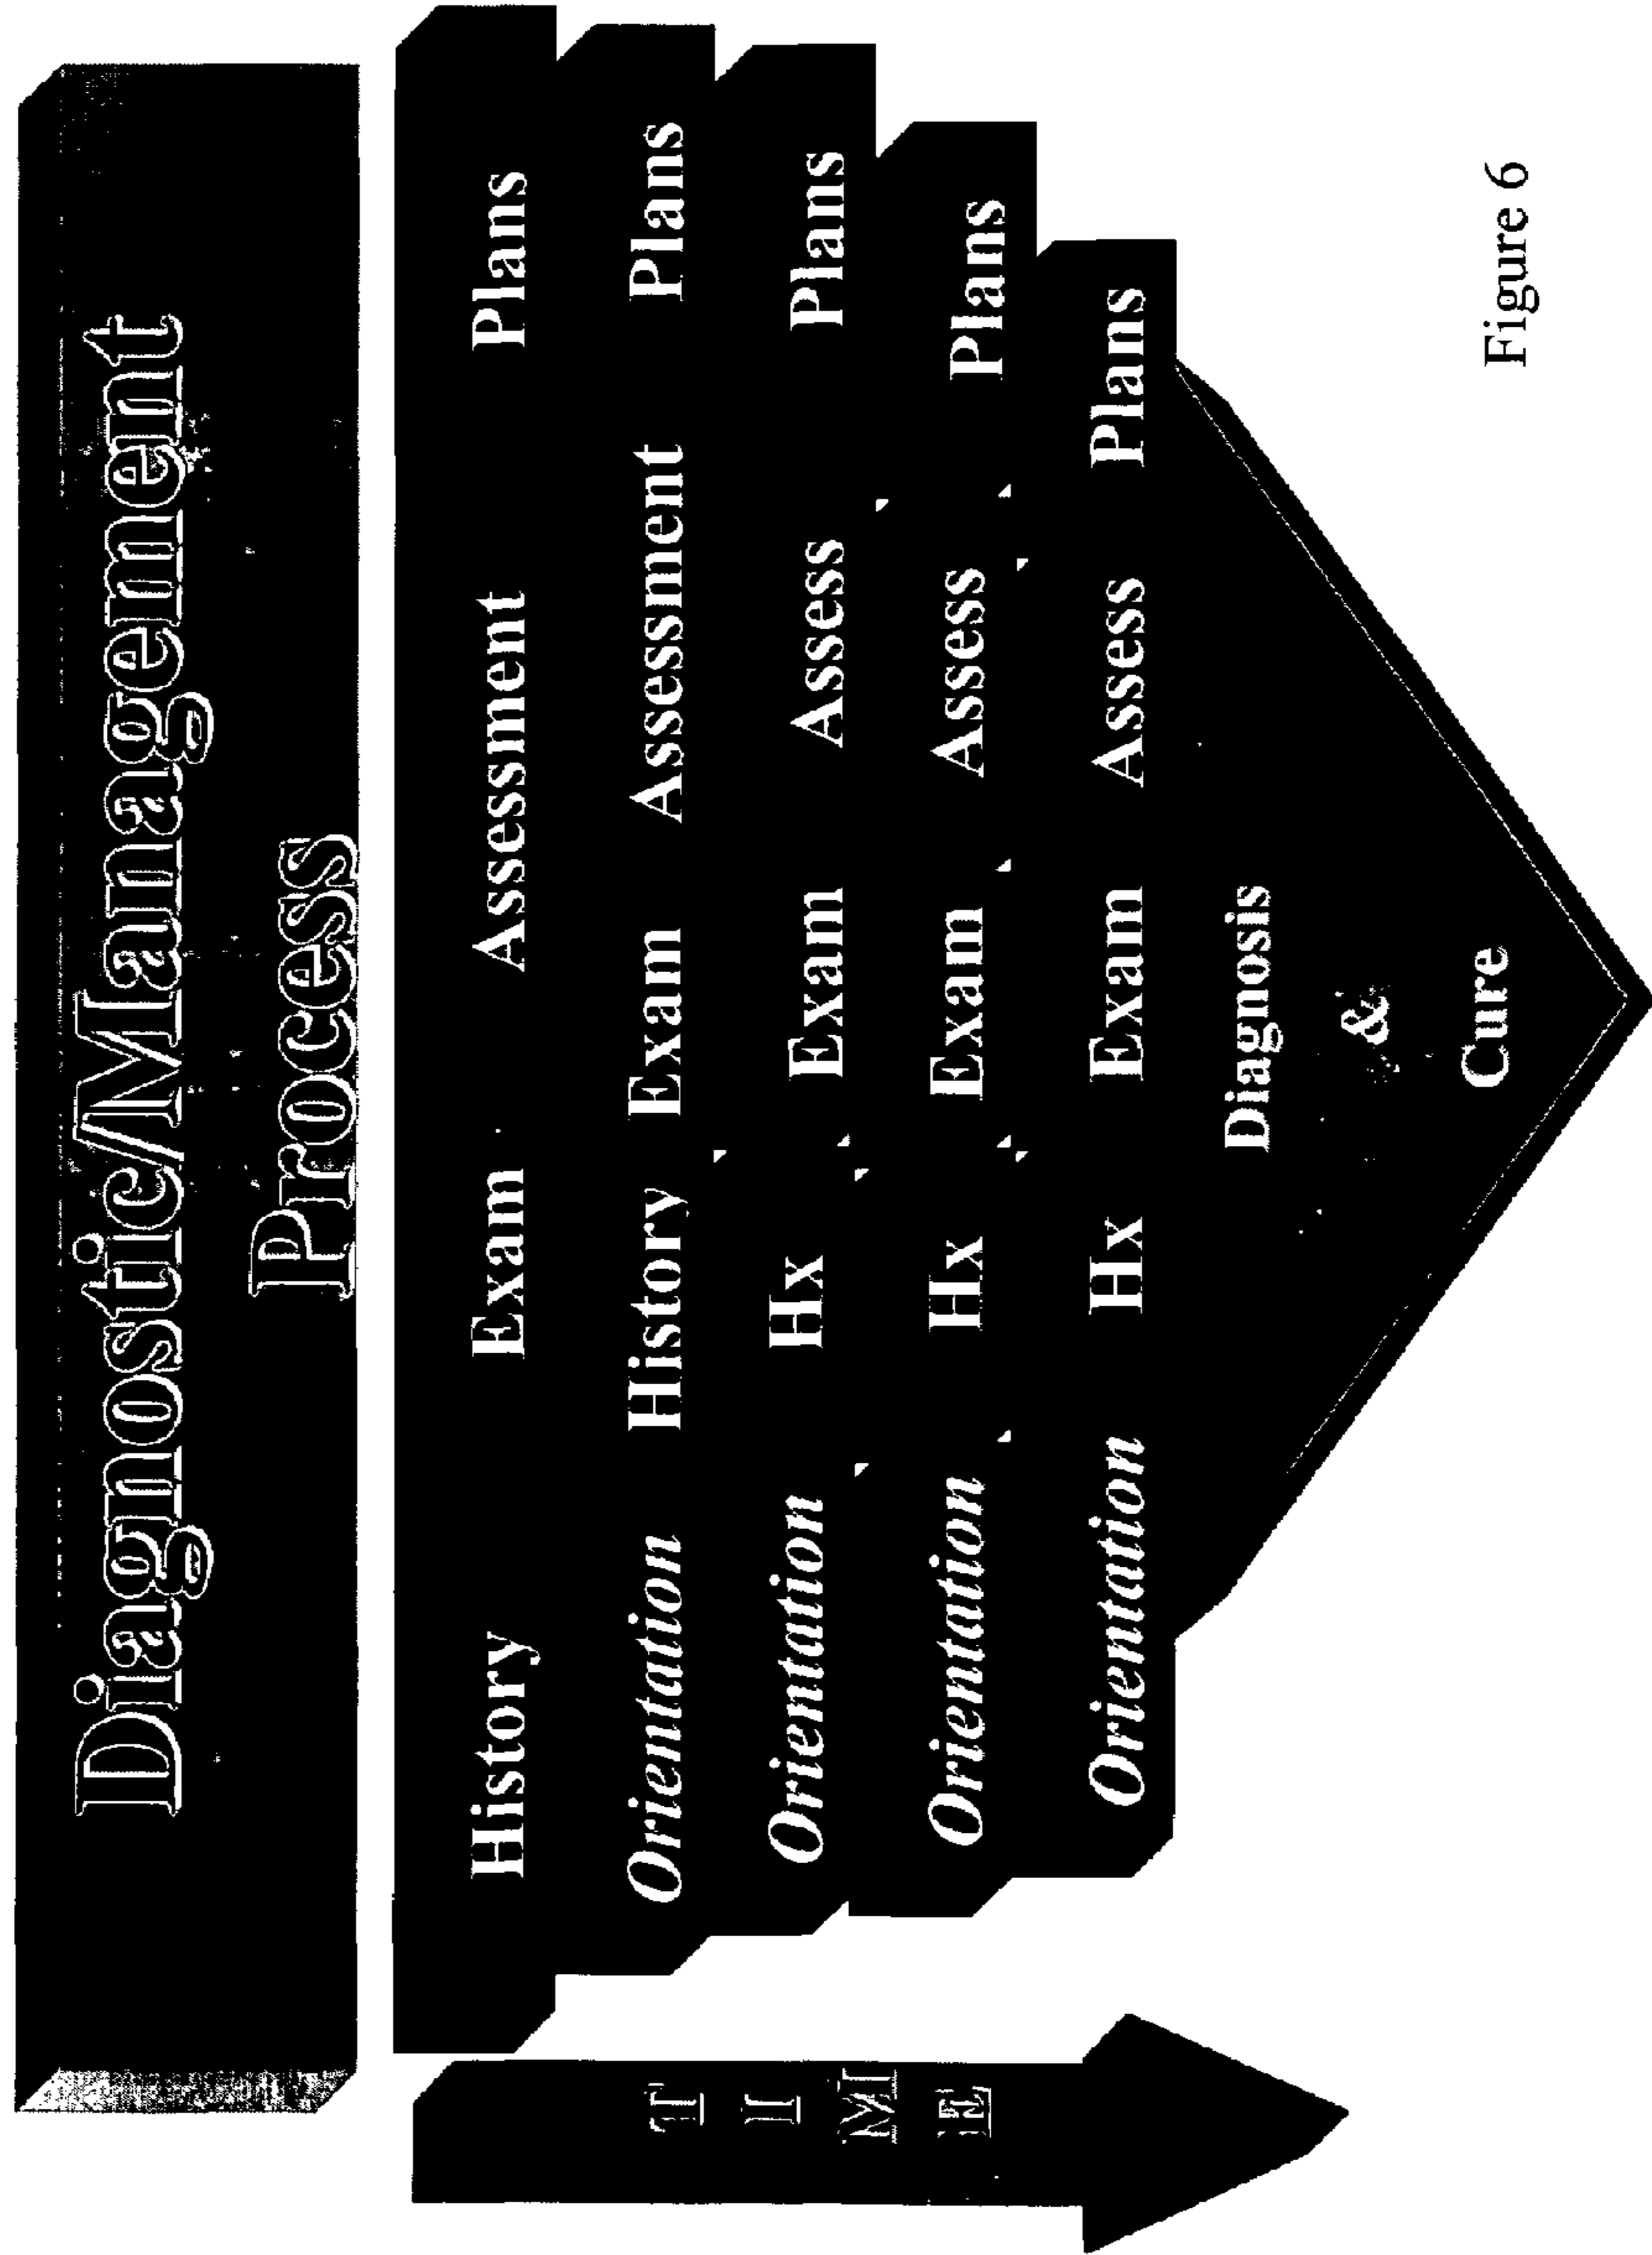 Diagnostic/Management
Process
History Exam Assessment Plans
Orientation History Exam Assessment Plans
Orientation Hx Exam Assess Plans
Orientation Hx Exam Assess Plans
Orientation Hx Exam Assess Plans
Diagnosis
&
Cure
T
I
M
E
Figure 6